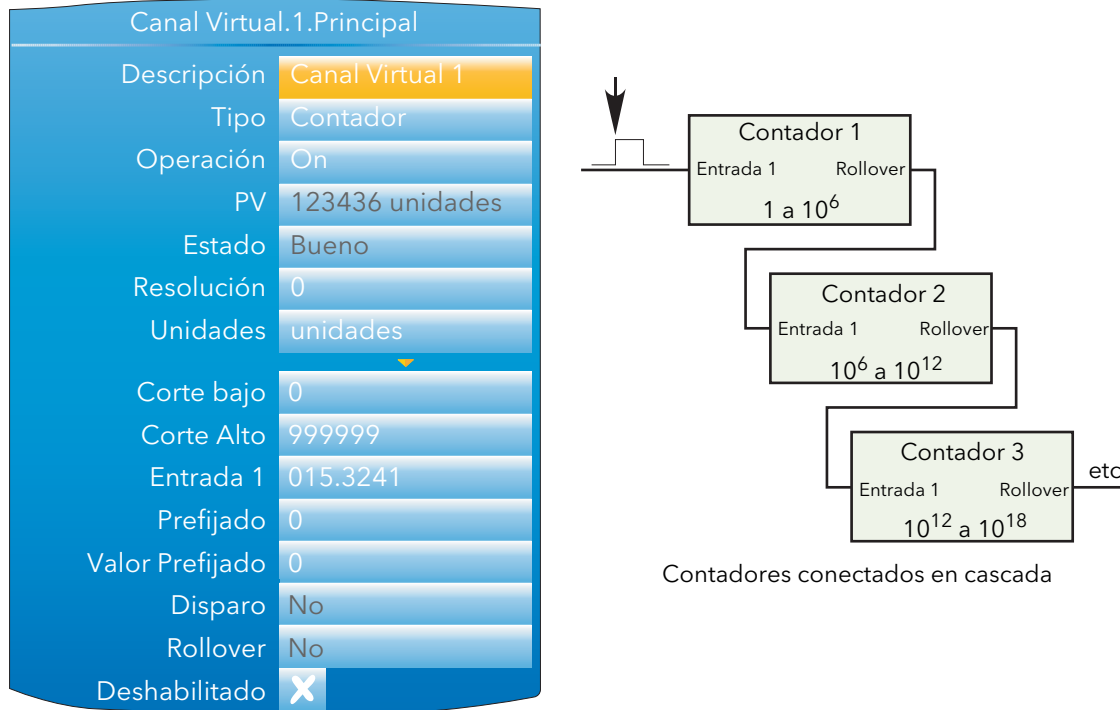 Canal Virtual.1.Principal
Descripción Canal Virtual 1
Tipo Contador
Operación On
PV 123436 unidades
Estado Bueno
Resolución 0
Unidades unidades
Corte bajo 0
Corte Alto 999999
Entrada 1 015.3241
Prefijado 0
Valor Prefijado 0
Disparo No
Rollover No
Deshabilitado
Contador 1
Entrada 1 Rollover
1 a 10⁶
Contador 2
Entrada 1 Rollover
10⁶ a 10¹²
Contador 3
Entrada 1 Rollover
10¹² a 10¹⁸
etc
Contadores conectados en cascada